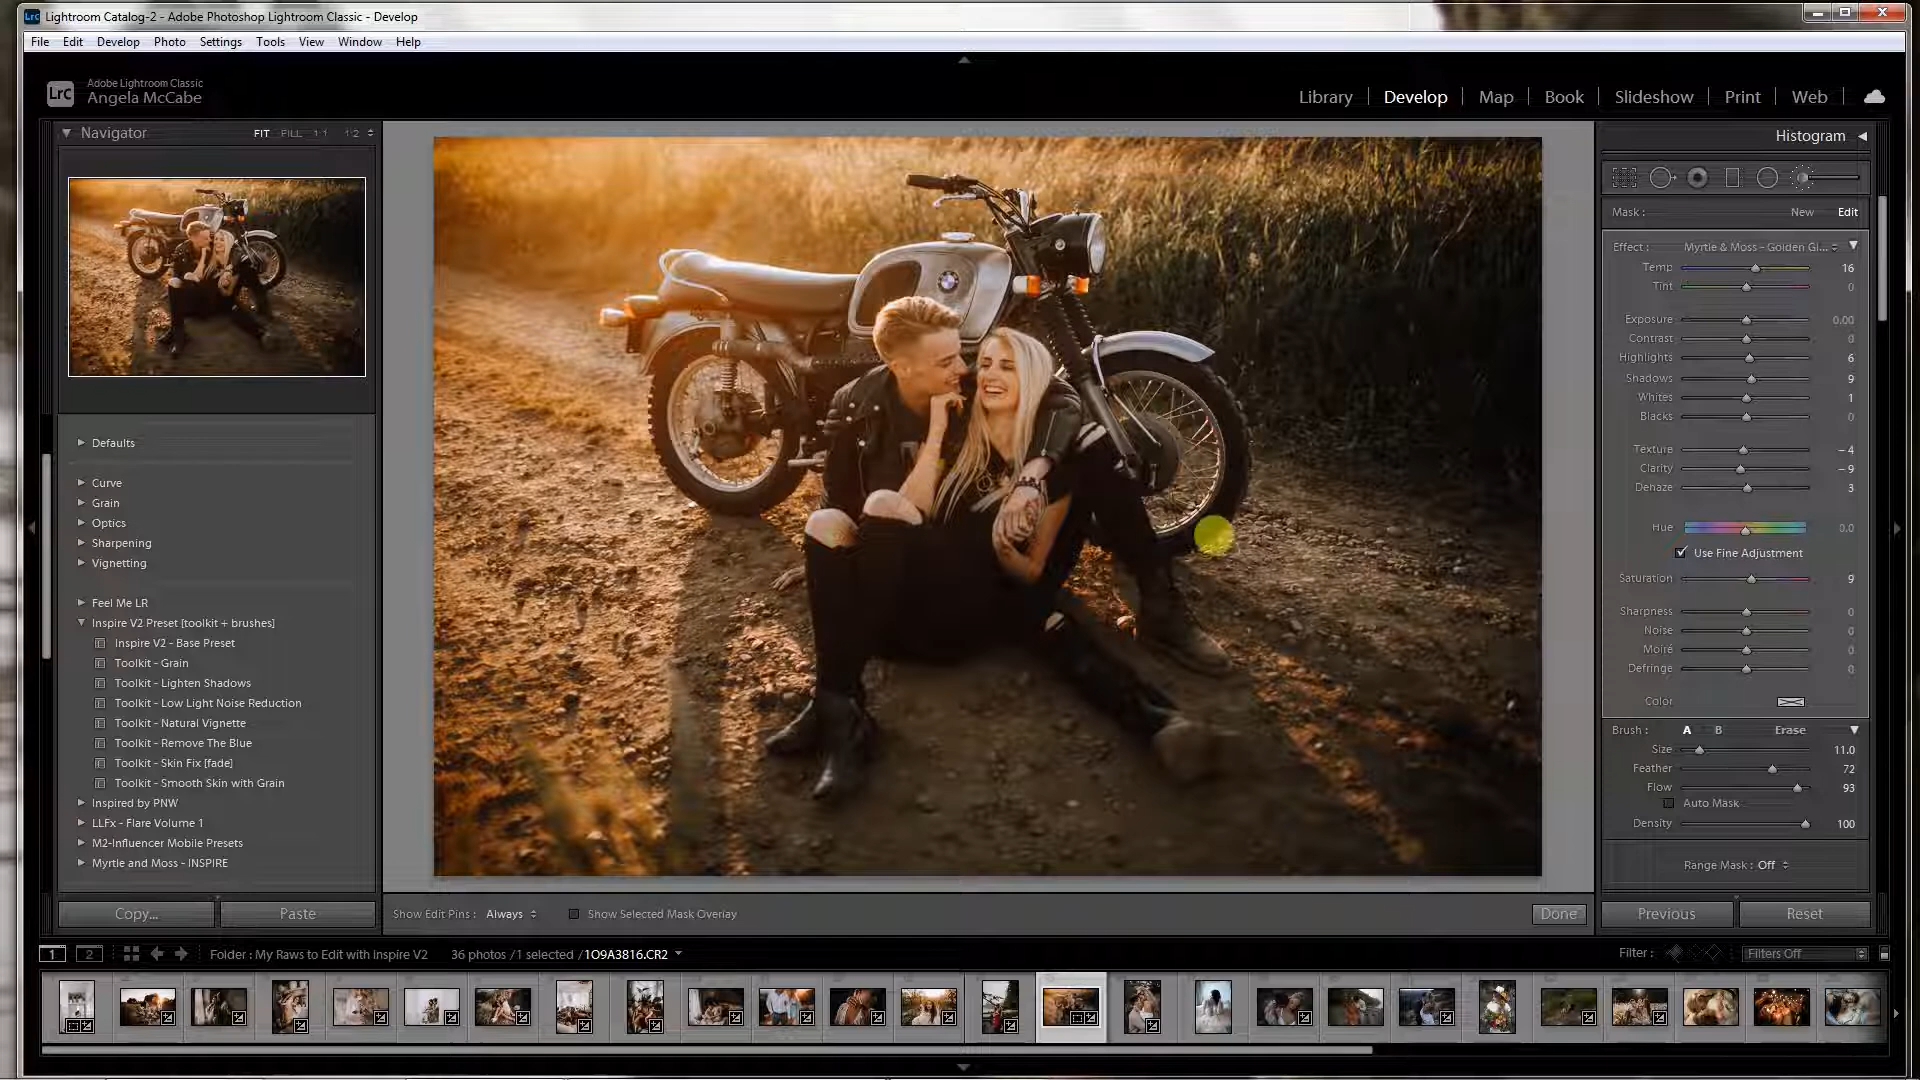 Lightroom Catalog-2 - Adobe Photoshop Lightroom Classic - Develop
File Edit Develop Photo Settings Tools View Window Help
Lrc
Adobe Lightroom Classic
Angela McCabe
Library Develop Map Book Slideshow Print Web
Navigator FIT FILL 1:1 1:2
Histogram
Mask : New Edit
Effect : Myrtle & Moss - Golden Gl...
Temp 16
Tint 0
Exposure 0.00
Contrast 0
Highlights 6
Shadows 9
Whites 1
Blacks 0
Texture – 4
Clarity – 9
Dehaze 3
Hue 0.0
Use Fine Adjustment
Saturation 9
Sharpness 0
Noise 0
Moiré 0
Defringe 0
Color
Brush : A B Erase
Size 11.0
Feather 72
Flow 93
Auto Mask
Density 100
Range Mask : Off
Defaults
Curve
Grain
Optics
Sharpening
Vignetting
Feel Me LR
Inspire V2 Preset [toolkit + brushes]
Inspire V2 - Base Preset
Toolkit - Grain
Toolkit - Lighten Shadows
Toolkit - Low Light Noise Reduction
Toolkit - Natural Vignette
Toolkit - Remove The Blue
Toolkit - Skin Fix [fade]
Toolkit - Smooth Skin with Grain
Inspired by PNW
LLFx - Flare Volume 1
M2-Influencer Mobile Presets
Myrtle and Moss - INSPIRE
Copy... Paste
Show Edit Pins : Always Show Selected Mask Overlay Done
Previous Reset
1 2 Folder : My Raws to Edit with Inspire V2 36 photos /1 selected /1O9A3816.CR2 Filter : Filters Off